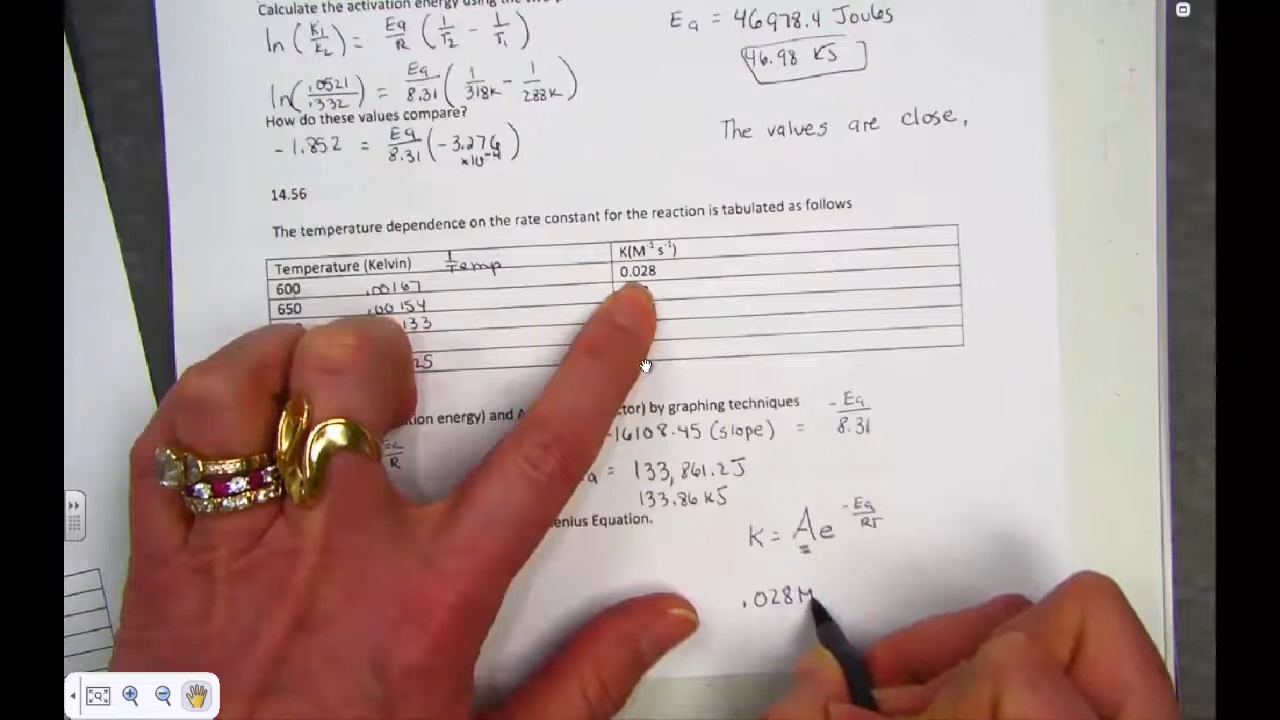 Calculate the activation energy using the
ln (K1/K2) = Ea/R (1/T2 - 1/T1)
Ea = 46978.4 Joules
46.98 KJ
ln(.0521/.332) = Ea/8.31 (1/318K - 1/288K)
How do these values compare?
The values are close,
-1.852 = Ea/8.31 (-3.276 x10^-4)
14.56
The temperature dependence on the rate constant for the reaction is tabulated as follows
Temperature (Kelvin) 1/Temp K(M⁻¹ s⁻¹)
600 .00167 0.028
650 .00154
133
25
tion energy) and
tor) by graphing techniques
-16108.45 (slope) = -Ea/8.31
R
a = 133,861.2J
133.86 KJ
enius Equation.
K = Ae^(-Ea/RT)
.028M